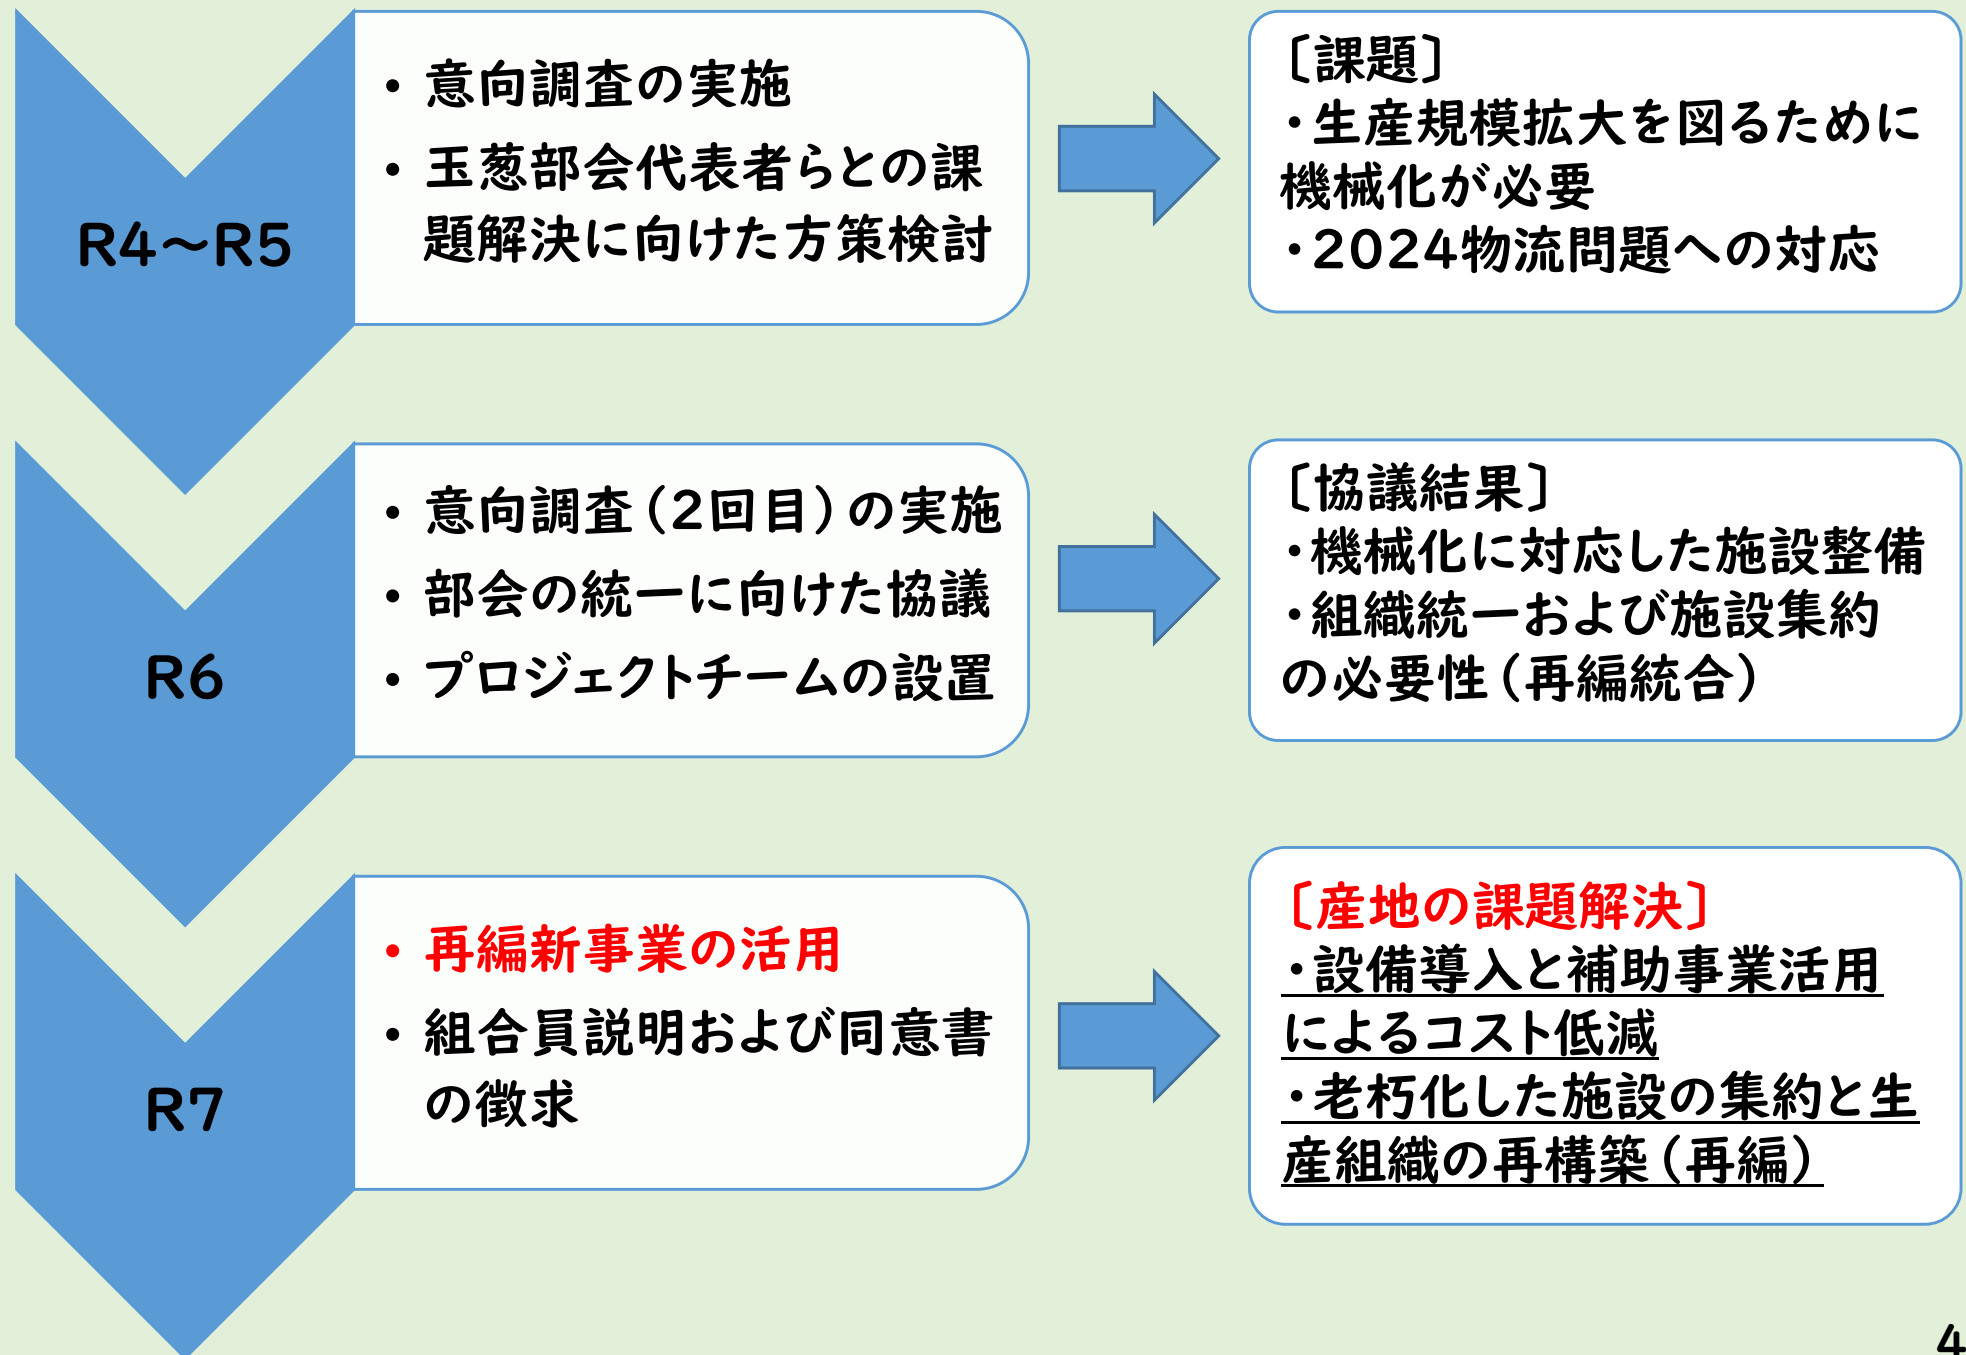 R4～R5
• 意向調査の実施
• 玉葱部会代表者らとの課
題解決に向けた方策検討
〔課題〕
・生産規模拡大を図るために
機械化が必要
・2024物流問題への対応
R6
• 意向調査（2回目）の実施
• 部会の統一に向けた協議
• プロジェクトチームの設置
〔協議結果〕
・機械化に対応した施設整備
・組織統一および施設集約
の必要性（再編統合）
R7
• 再編新事業の活用
• 組合員説明および同意書
の徴求
〔産地の課題解決〕
・設備導入と補助事業活用
によるコスト低減
・老朽化した施設の集約と生
産組織の再構築（再編）
4